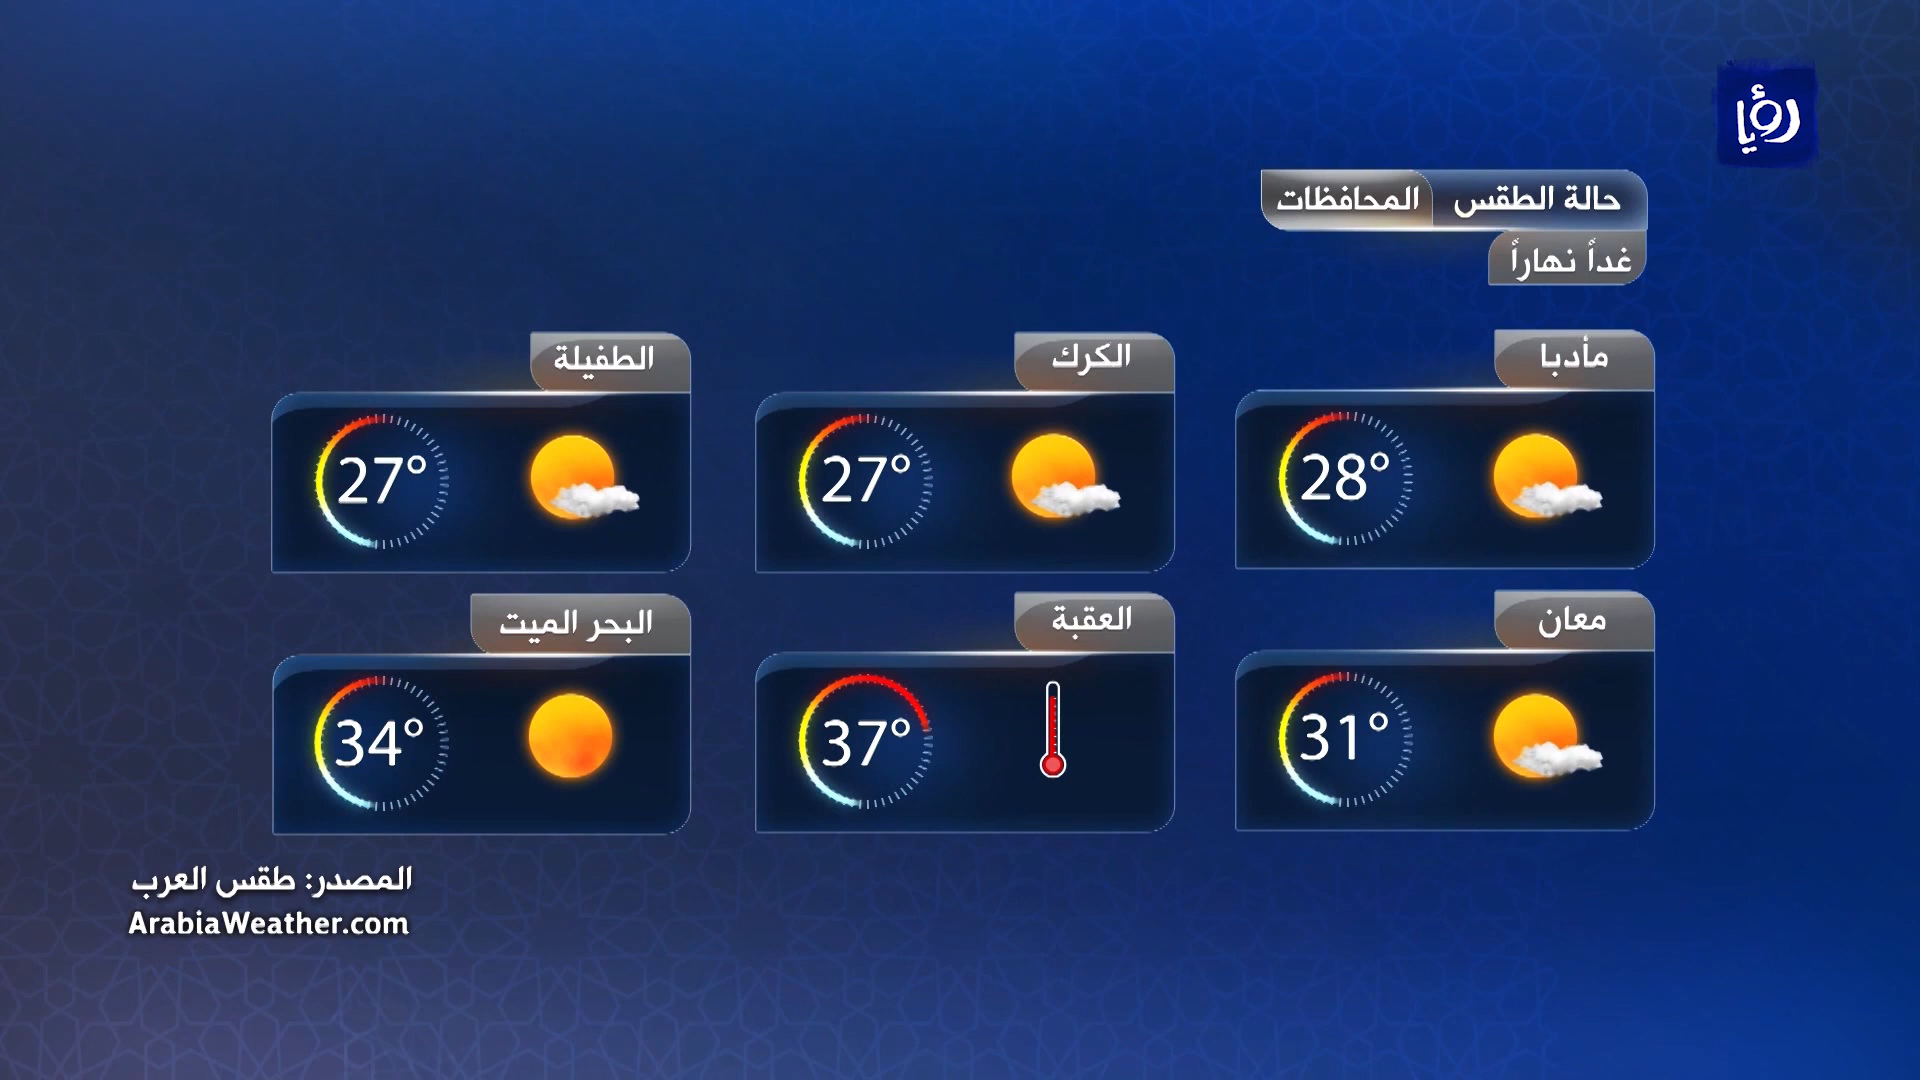 رؤيا
حالة الطقس المحافظات
غداً نهاراً
مأدبا
28°
الكرك
27°
الطفيلة
27°
معان
31°
العقبة
37°
البحر الميت
34°
المصدر: طقس العرب
ArabiaWeather.com